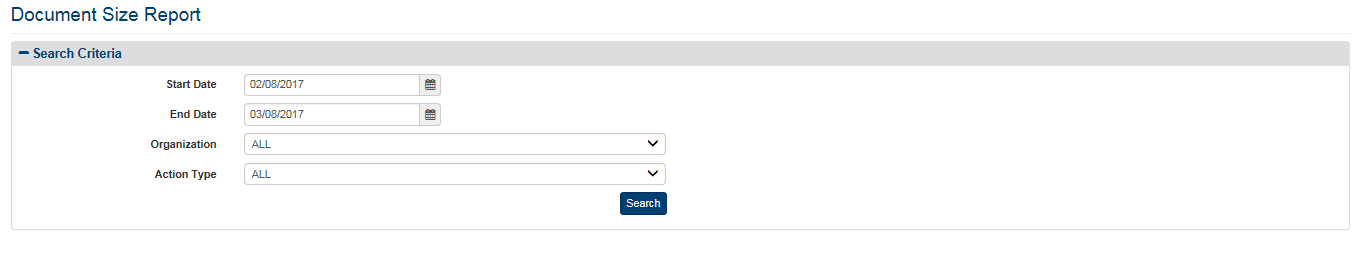 Document Size Report
Search Criteria
Start Date 02/08/2017
End Date 03/08/2017
Organization ALL
Action Type ALL
Search